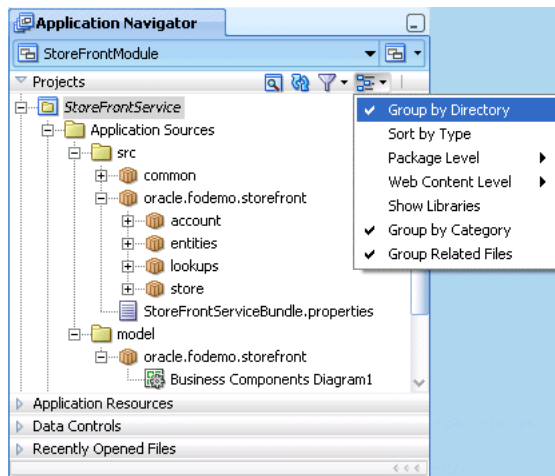 Application Navigator
StoreFrontModule
Projects
StoreFrontService
Application Sources
src
common
oracle.fodemo.storefront
account
entities
lookups
store
StoreFrontServiceBundle.properties
model
oracle.fodemo.storefront
Business Components Diagram1
Application Resources
Data Controls
Recently Opened Files
Group by Directory
Sort by Type
Package Level
Web Content Level
Show Libraries
Group by Category
Group Related Files